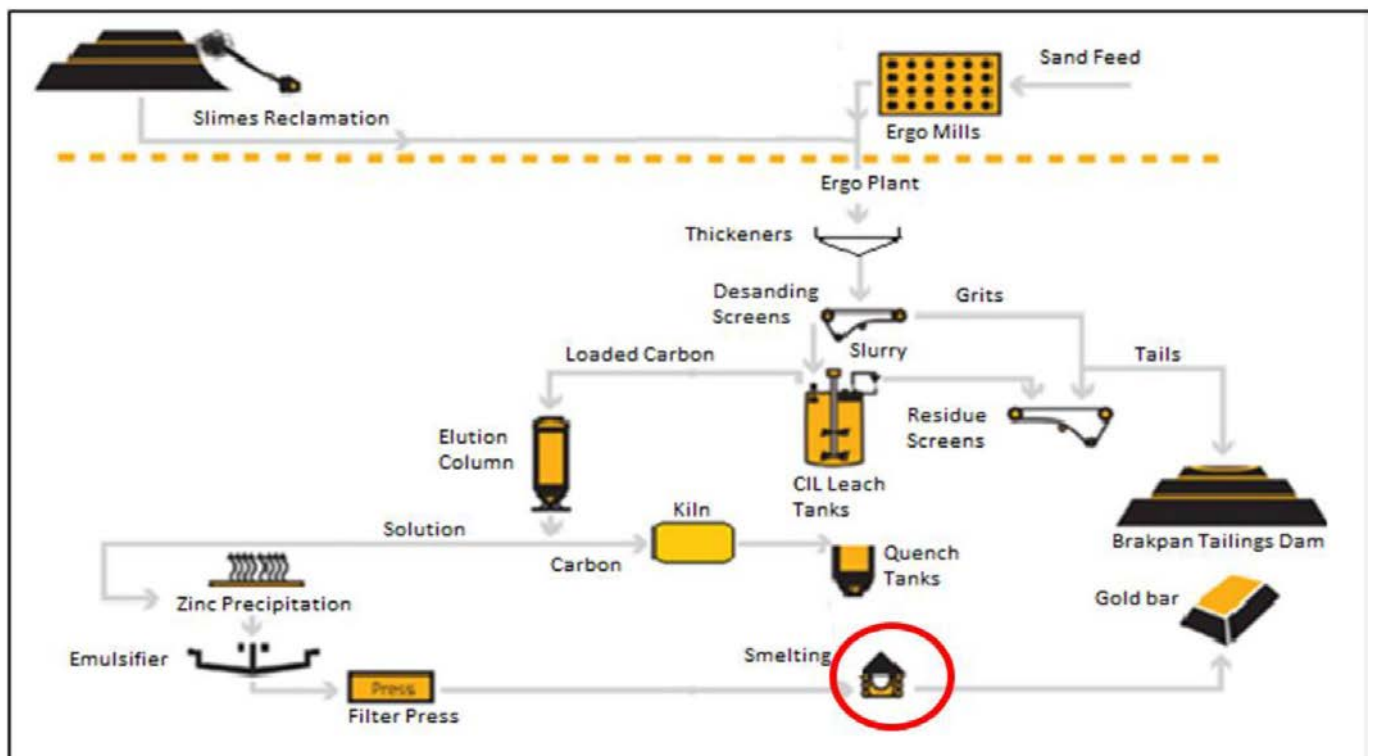 Sand Feed
Slimes Reclamation
Ergo Mills
Ergo Plant
Thickeners
Desanding
Screens
Grits
Loaded Carbon
Slurry
Tails
Elution
Column
Residue
Screens
CIL Leach
Tanks
Kiln
Solution
Carbon
Quench
Tanks
Brakpan Tailings Dam
Zinc Precipitation
Gold bar
Emulsifier
Smelting
Press
Filter Press